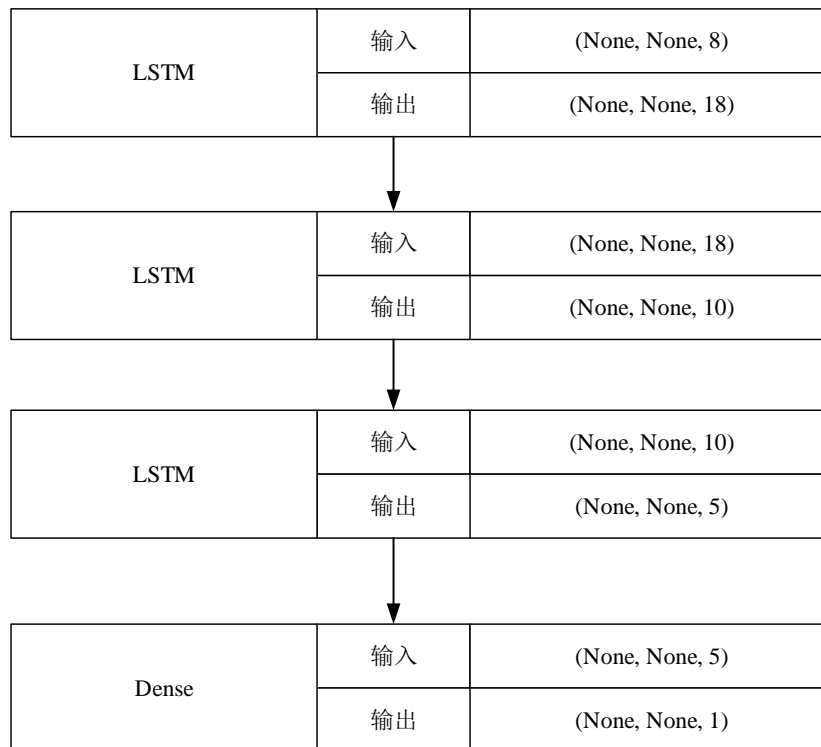 LSTM
输入
(None, None, 8)
输出
(None, None, 18)
LSTM
输入
(None, None, 18)
输出
(None, None, 10)
LSTM
输入
(None, None, 10)
输出
(None, None, 5)
Dense
输入
(None, None, 5)
输出
(None, None, 1)